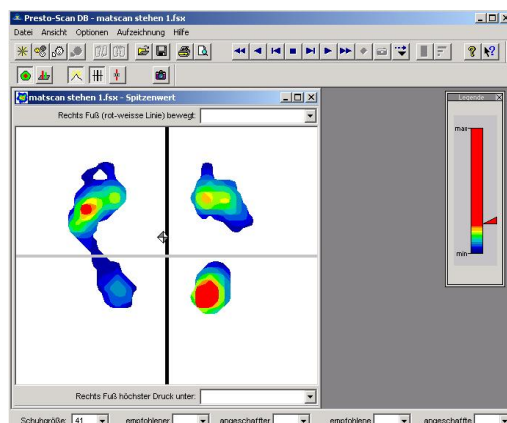 Presto-Scan DB - matscan stehen 1.fsx
Datei Ansicht Optionen Aufzeichnung Hilfe
matscan stehen 1.fsx - Spitzenwert
Rechts Fuß (rot-weisse Linie) bewegt:
Legende
max
min
Rechts Fuß höchster Druck unter:
Schuhgröße: 41 empfohlener angeschaffter empfohlene angeschaffte